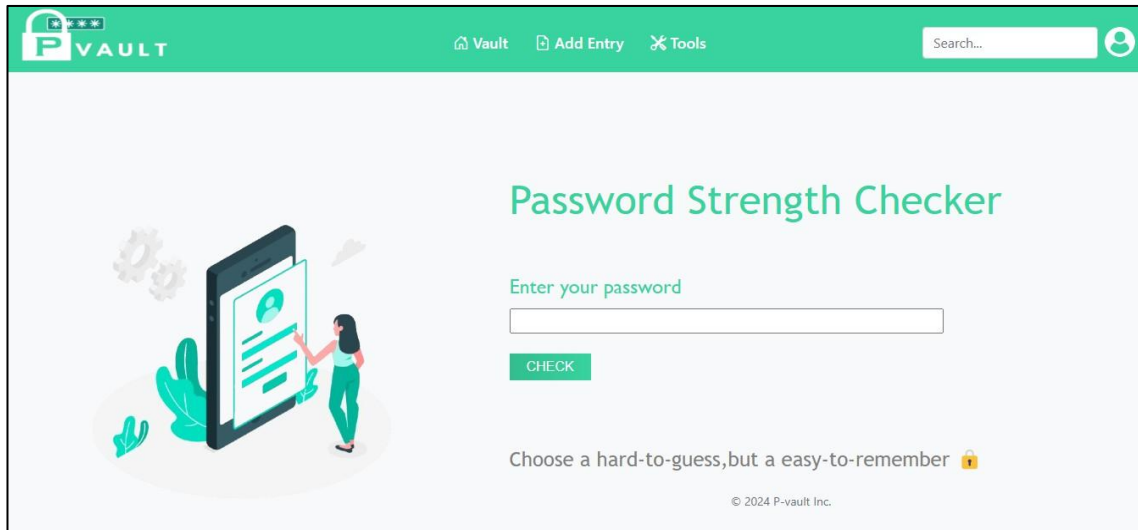 ****
P VAULT
Vault Add Entry Tools Search...
Password Strength Checker
Enter your password
CHECK
Choose a hard-to-guess,but a easy-to-remember 🔒
© 2024 P-vault Inc.